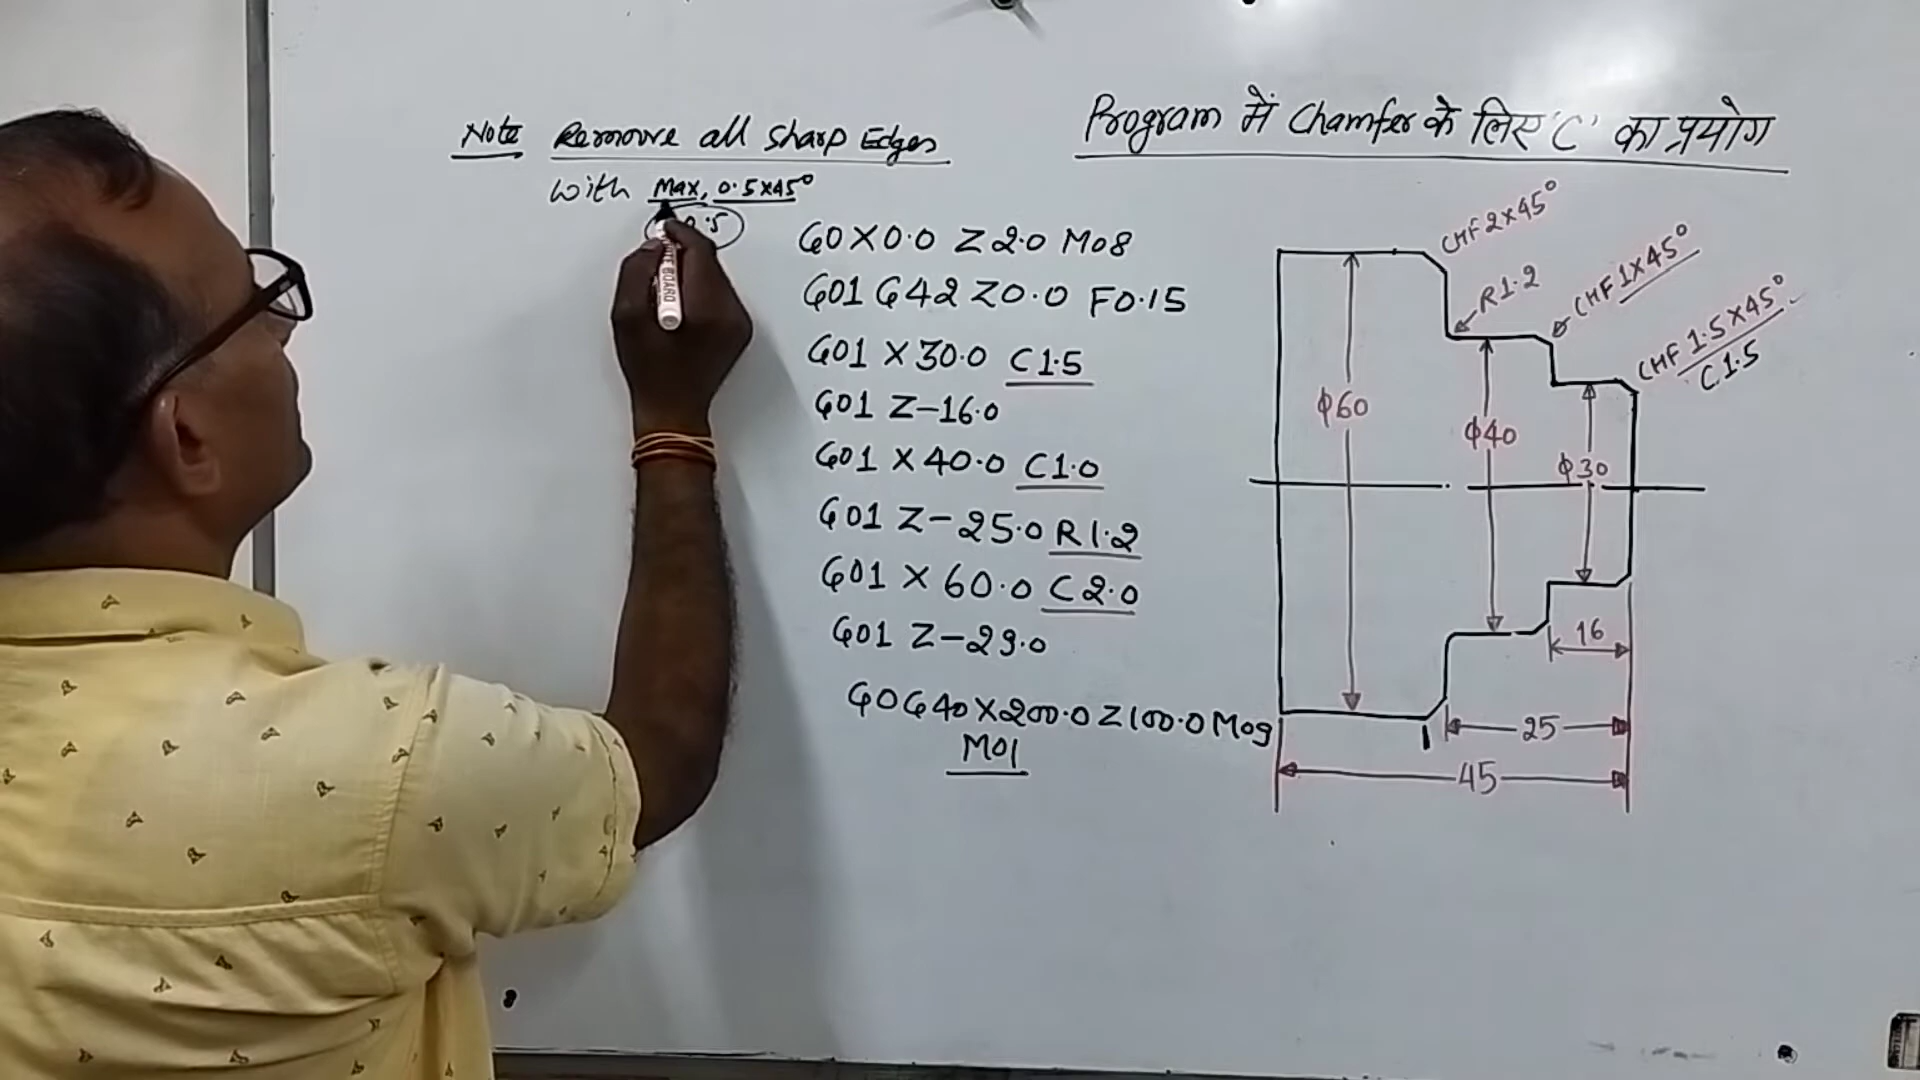 Note Remove all Sharp Edges
with Max, 0.5x45°
Program में Chamfer के लिए 'C' का प्रयोग
G0 X0.0 Z2.0 M08
G01 G42 Z0.0 F0.15
G01 X30.0 C1.5
G01 Z-16.0
G01 X40.0 C1.0
G01 Z-25.0 R1.2
G01 X60.0 C2.0
G01 Z-29.0
G0 G40 X200.0 Z100.0 M09
M01
CHF 2x45°
R1.2
CHF 1x45°
CHF 1.5x45°
C1.5
φ60
φ40
φ30
16
25
45
WHITE BOARD